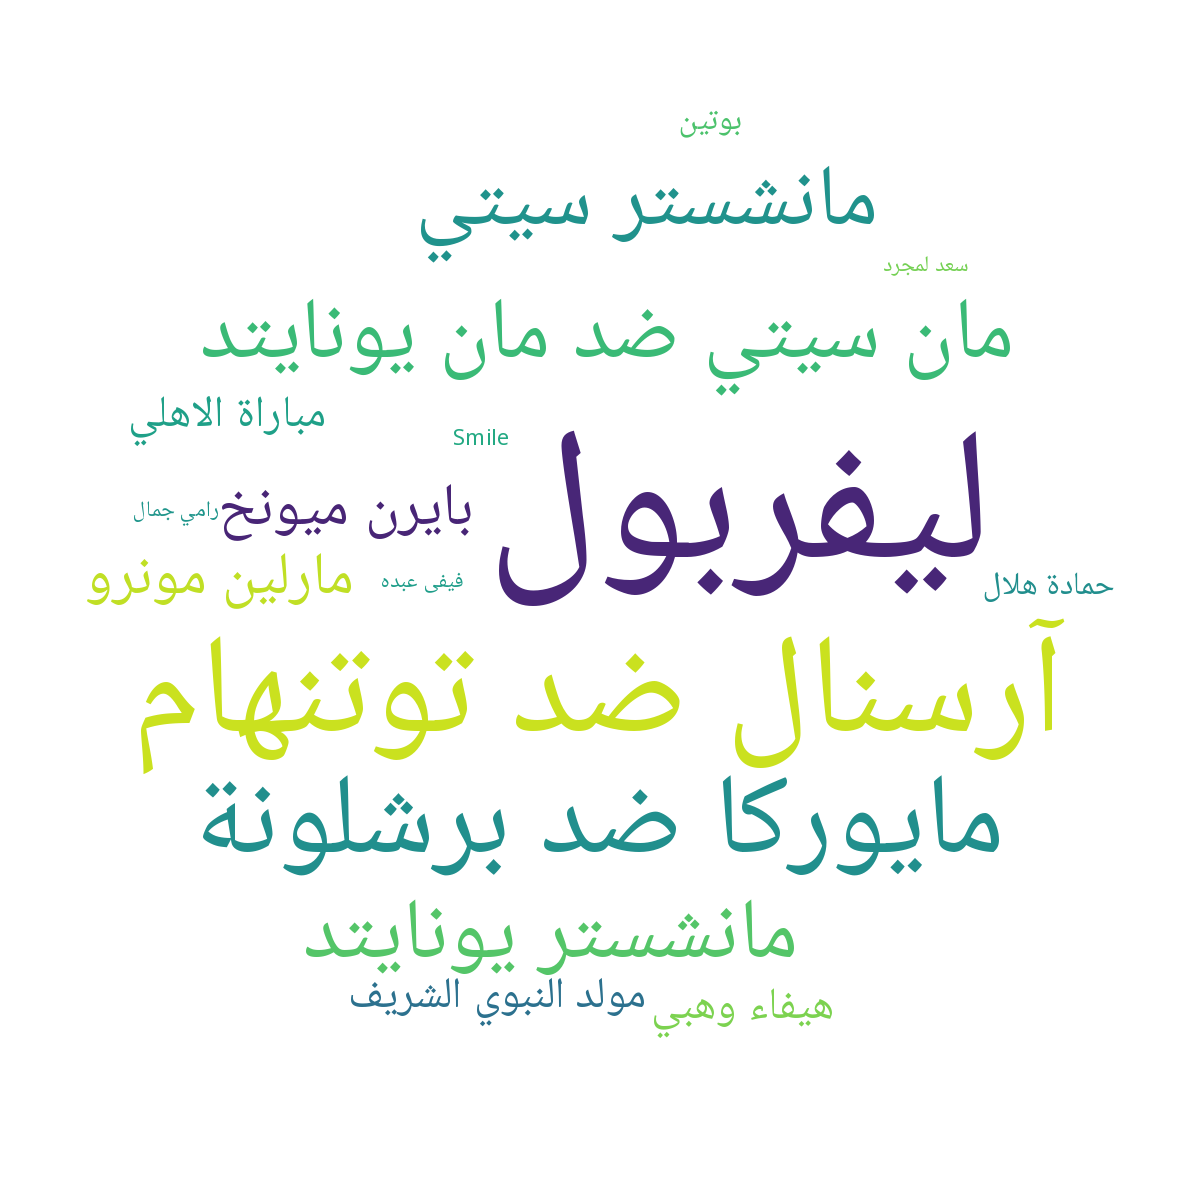 بوتين
مانشستر سيتي
سعد لمجرد
مان سيتي ضد مان يونايتد
مباراة الاهلي
Smile
ليفربول
بايرن ميونخ
رامي جمال
مارلين مونرو
فيفى عبده
حمادة هلال
آرسنال ضد توتنهام
مايوركا ضد برشلونة
مانشستر يونايتد
مولد النبوي الشريف
هيفاء وهبي